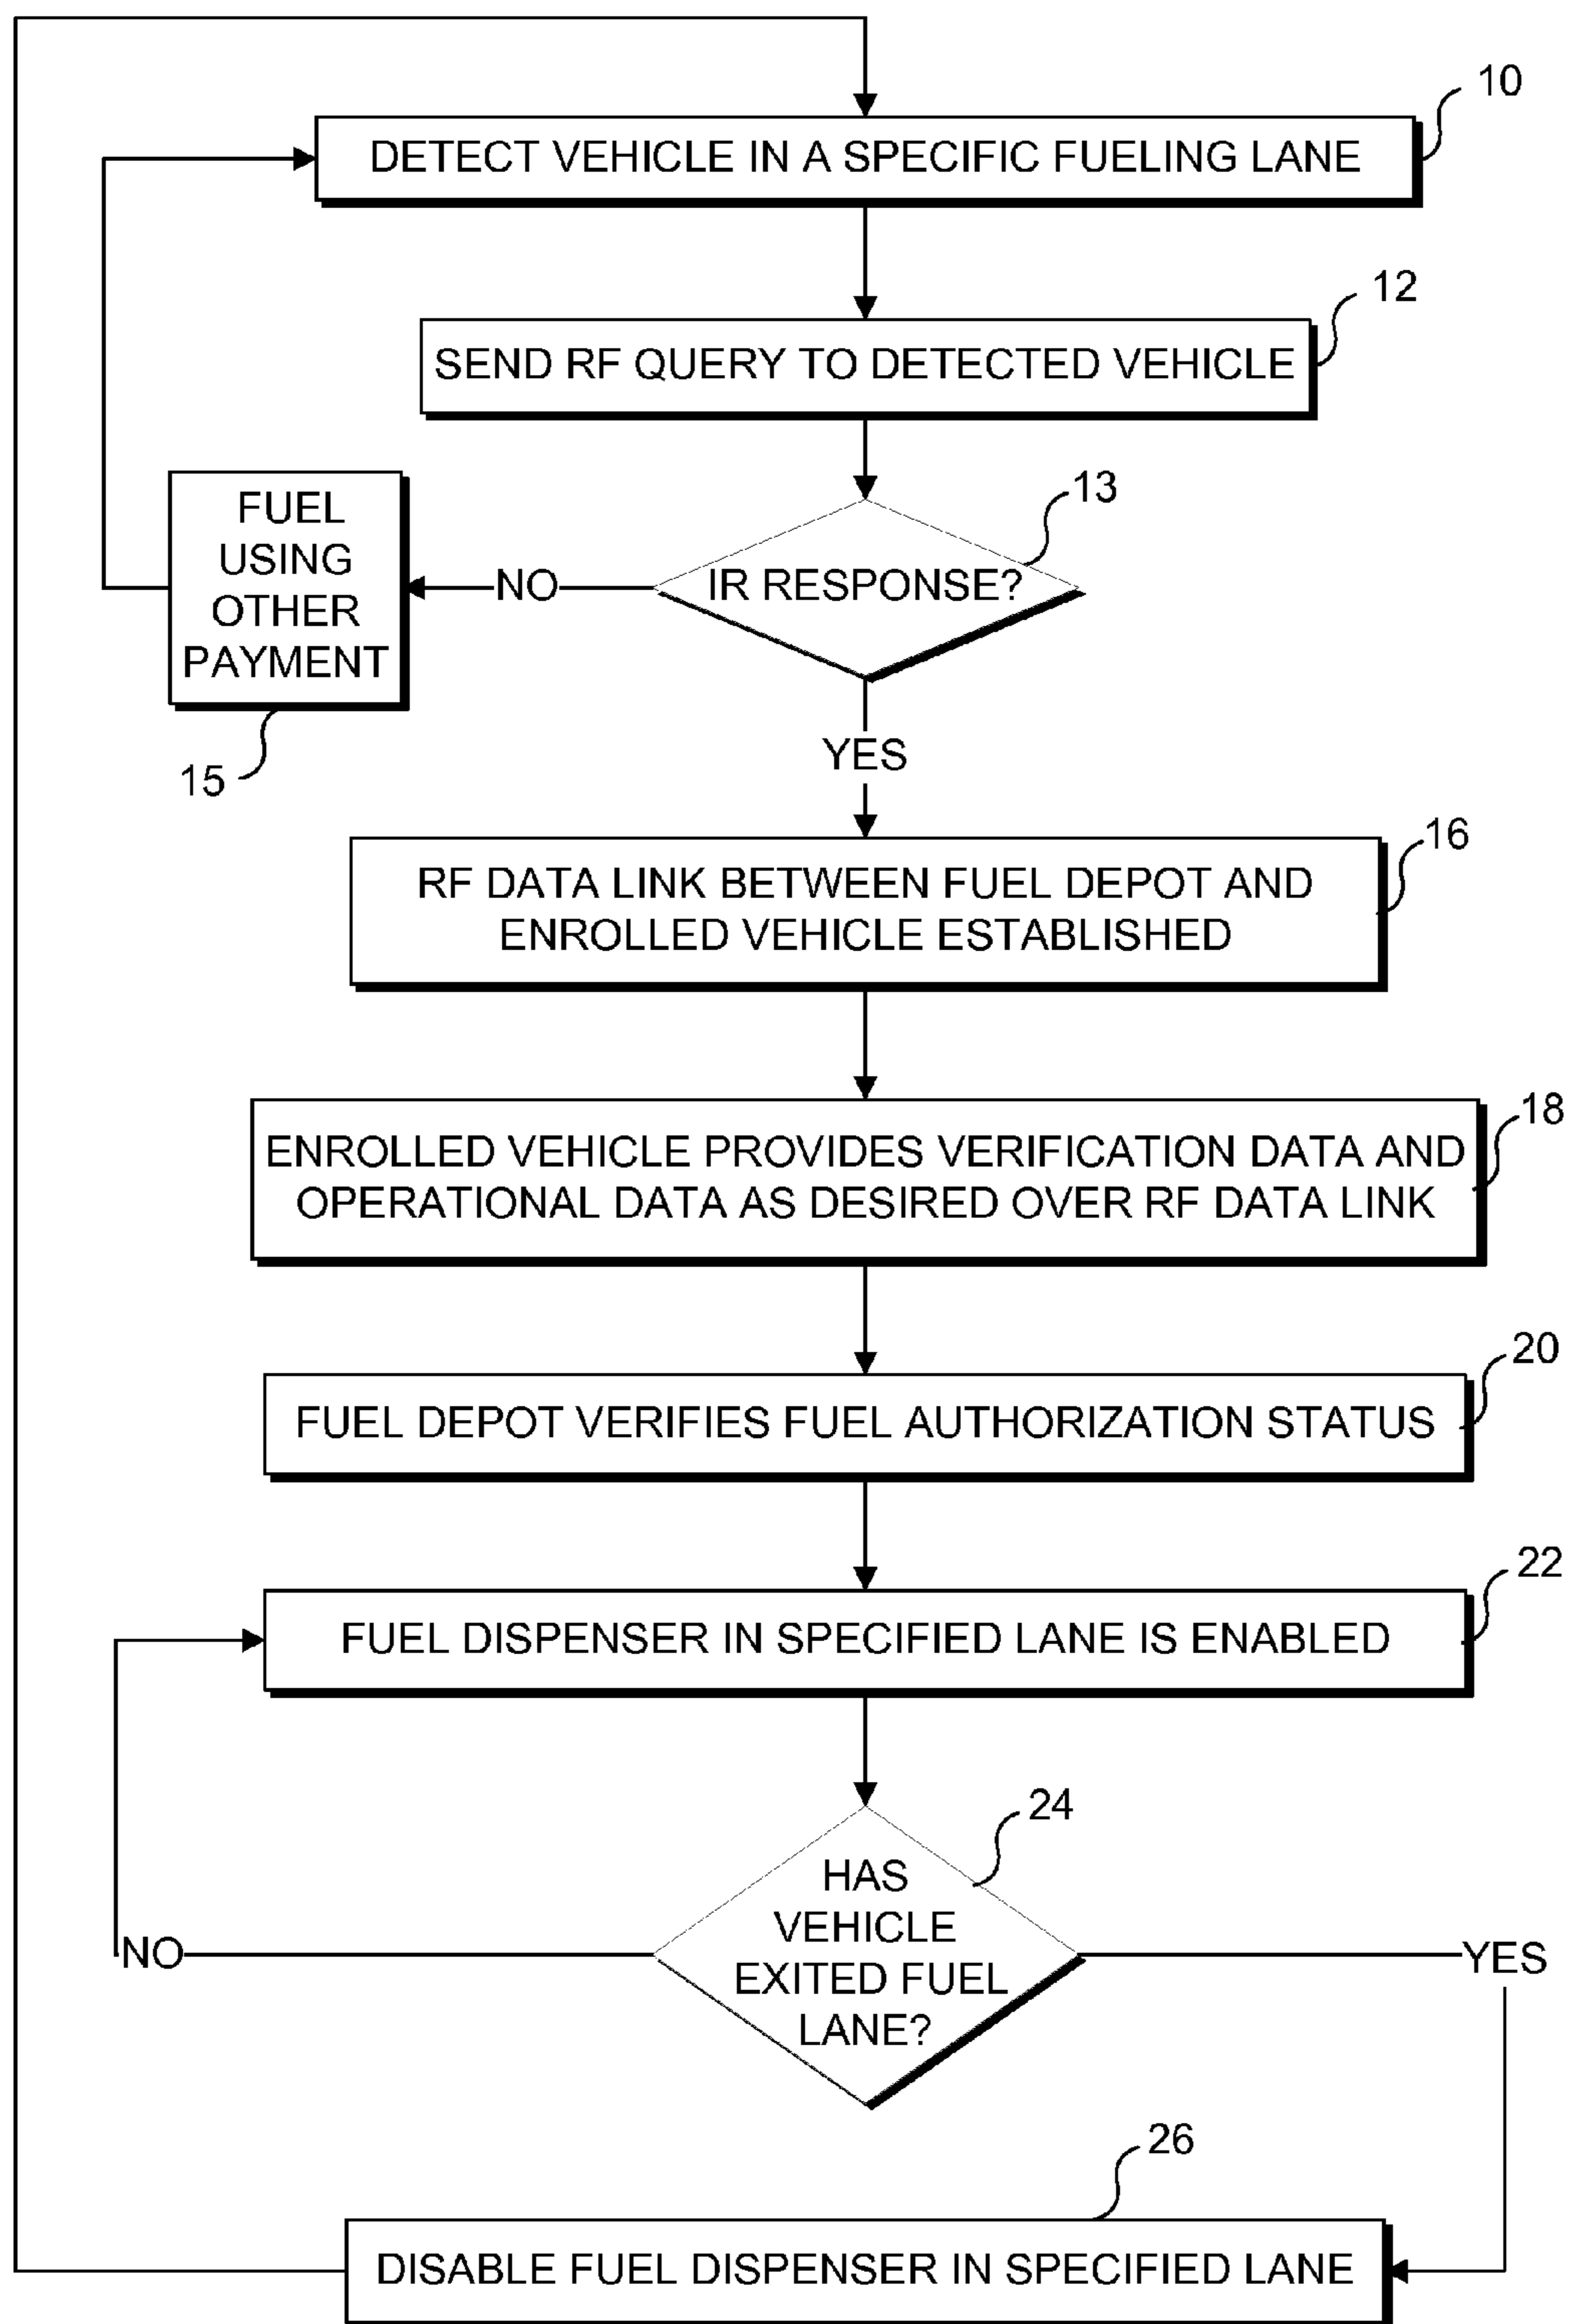 10
DETECT VEHICLE IN A SPECIFIC FUELING LANE
12
SEND RF QUERY TO DETECTED VEHICLE
13
IR RESPONSE?
NO
FUEL
USING
OTHER
PAYMENT
15
YES
16
RF DATA LINK BETWEEN FUEL DEPOT AND
ENROLLED VEHICLE ESTABLISHED
18
ENROLLED VEHICLE PROVIDES VERIFICATION DATA AND
OPERATIONAL DATA AS DESIRED OVER RF DATA LINK
20
FUEL DEPOT VERIFIES FUEL AUTHORIZATION STATUS
22
FUEL DISPENSER IN SPECIFIED LANE IS ENABLED
24
HAS
VEHICLE
EXITED FUEL
LANE?
NO
YES
26
DISABLE FUEL DISPENSER IN SPECIFIED LANE